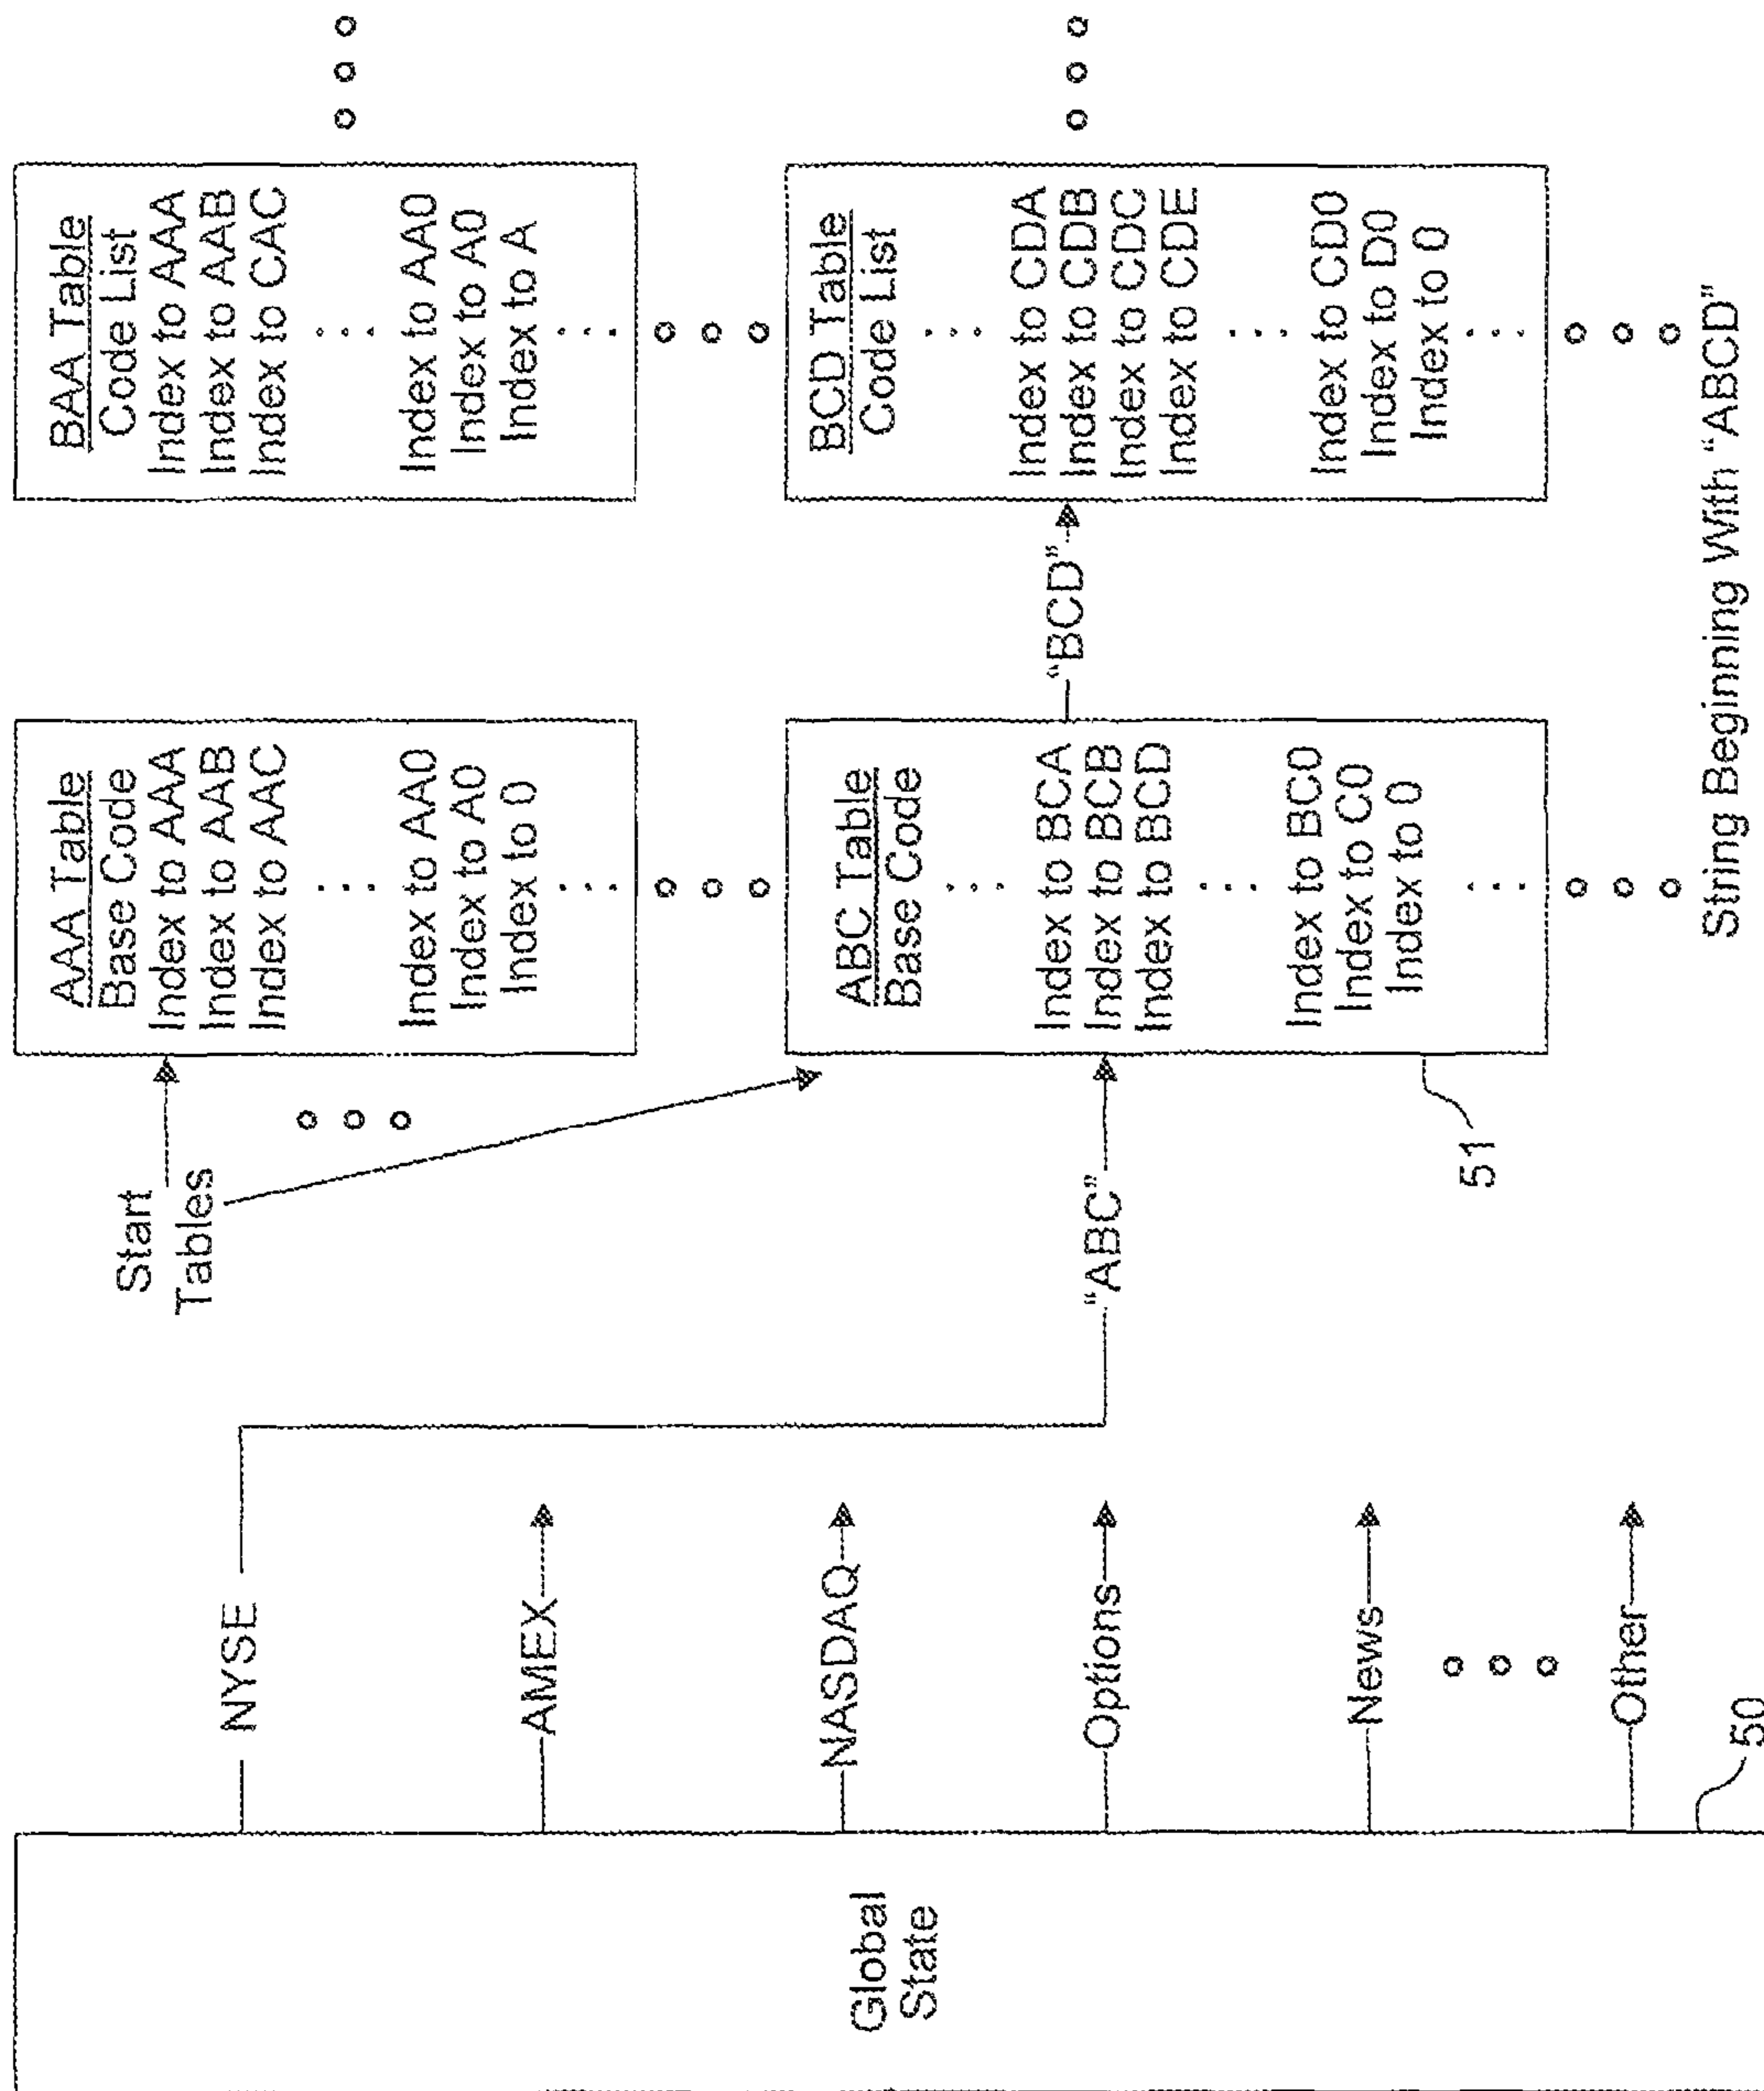 Global
State
50
NYSE
AMEX
NASDAQ
Options
News
Other
Start
Tables
"ABC"
AAA Table
Base Code
Index to AAA
Index to AAB
Index to AAC
Index to AA0
Index to A0
Index to 0
ABC Table
Base Code
Index to BCA
Index to BCB
Index to BCD
Index to BC0
Index to C0
Index to 0
51
"BCD"
BAA Table
Code List
Index to AAA
Index to AAB
Index to CAC
Index to AA0
Index to A0
Index to A
BCD Table
Code List
Index to CDA
Index to CDB
Index to CDC
Index to CDE
Index to CD0
Index to D0
Index to 0
String Beginning With "ABCD"